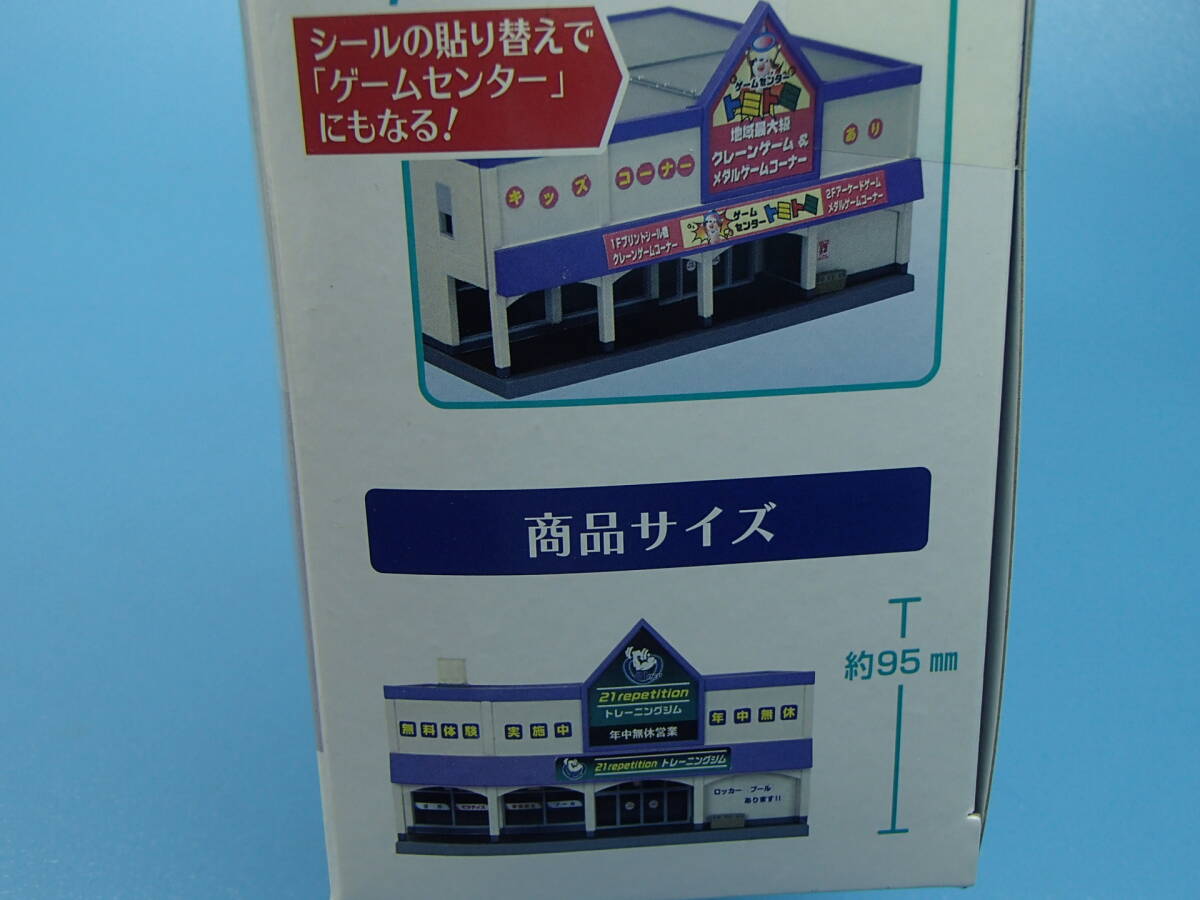 シールの貼り替えで
「ゲームセンター」
にもなる!
ゲームセンター
トミトミ
地域最大級
クレーンゲーム &
メダルゲームコーナー
キッズ コーナー
あり
1Fプリントシール機
クレーンゲームコーナー
ゲーム
センター トミトミ
2Fアーケードゲーム
メダルゲームコーナー
商品サイズ
約95㎜
21repetition
トレーニングジム
年中無休営業
無料体験 実施中
年中無休
21repetition トレーニングジム
ロッカー プール
あります!!